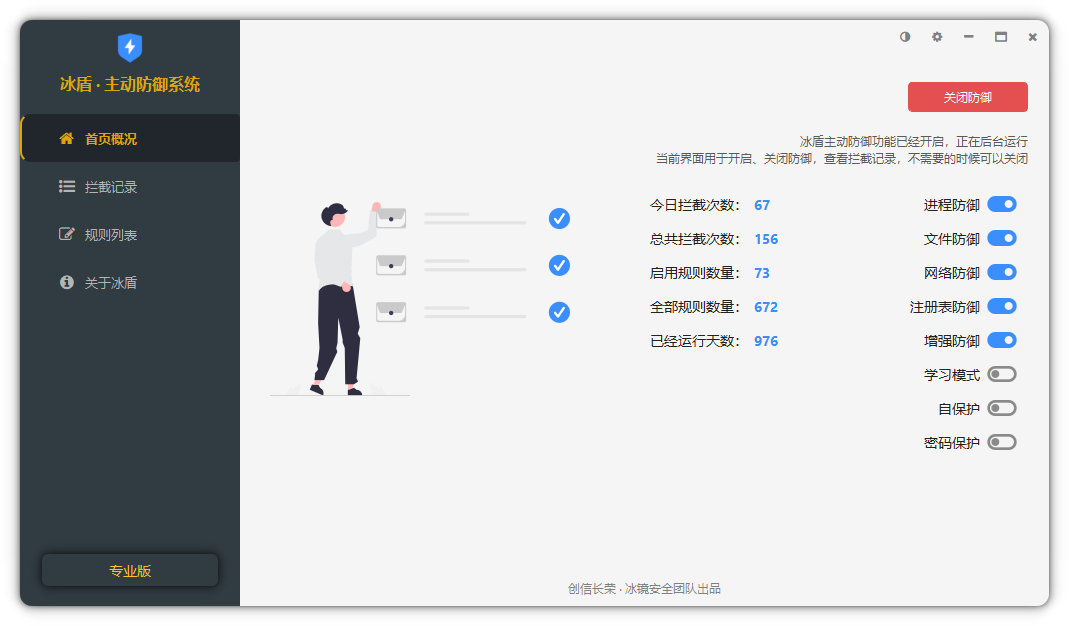 冰盾 · 主动防御系统
首页概况
拦截记录
规则列表
关于冰盾
专业版
关闭防御
冰盾主动防御功能已经开启，正在后台运行
当前界面用于开启、关闭防御，查看拦截记录，不需要的时候可以关闭
今日拦截次数： 67
总共拦截次数： 156
启用规则数量： 73
全部规则数量： 672
已经运行天数： 976
进程防御
文件防御
网络防御
注册表防御
增强防御
学习模式
自保护
密码保护
创信长荣 · 冰镜安全团队出品